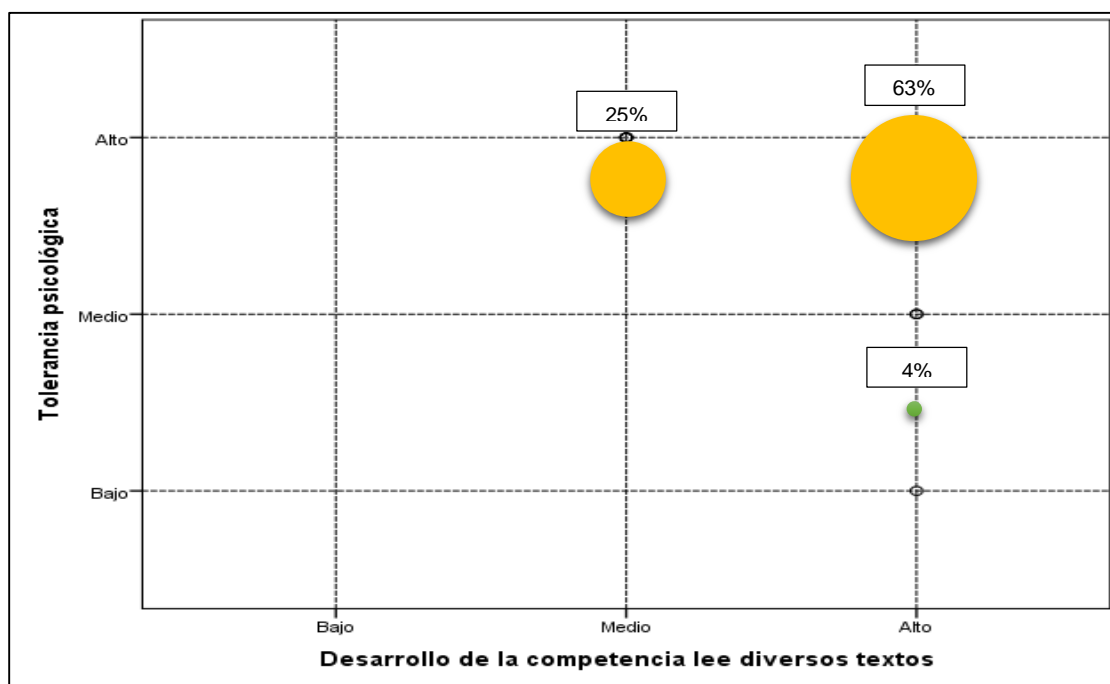 63%
25%
Alto
Tolerancia psicológica
Medio
4%
Bajo
Bajo
Medio
Alto
Desarrollo de la competencia lee diversos textos